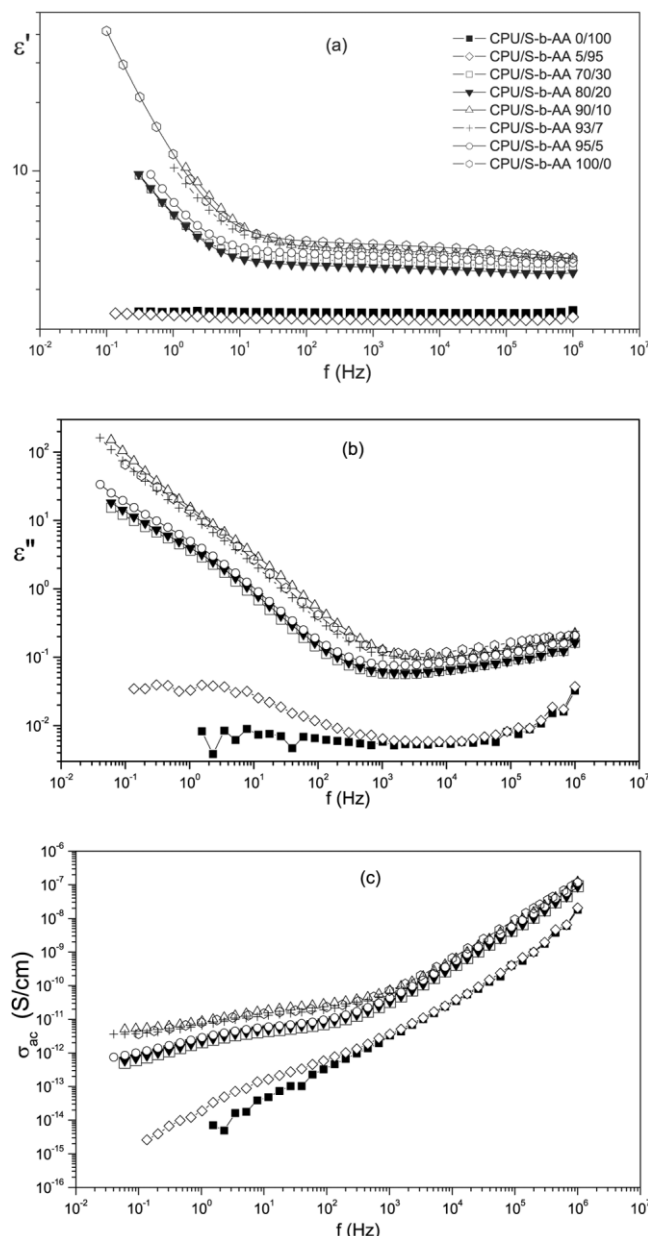 ε'
(a)
CPU/S-b-AA 0/100
CPU/S-b-AA 5/95
CPU/S-b-AA 70/30
CPU/S-b-AA 80/20
CPU/S-b-AA 90/10
CPU/S-b-AA 93/7
CPU/S-b-AA 95/5
CPU/S-b-AA 100/0
10
10⁻² 10⁻¹ 10⁰ 10¹ 10² 10³ 10⁴ 10⁵ 10⁶ 10⁷
f (Hz)
(b)
ε"
10²
10¹
10⁰
10⁻¹
10⁻²
10⁻² 10⁻¹ 10⁰ 10¹ 10² 10³ 10⁴ 10⁵ 10⁶ 10⁷
f (Hz)
(c)
σac (S/cm)
10⁻⁶
10⁻⁷
10⁻⁸
10⁻⁹
10⁻¹⁰
10⁻¹¹
10⁻¹²
10⁻¹³
10⁻¹⁴
10⁻¹⁵
10⁻¹⁶
10⁻² 10⁻¹ 10⁰ 10¹ 10² 10³ 10⁴ 10⁵ 10⁶ 10⁷
f (Hz)